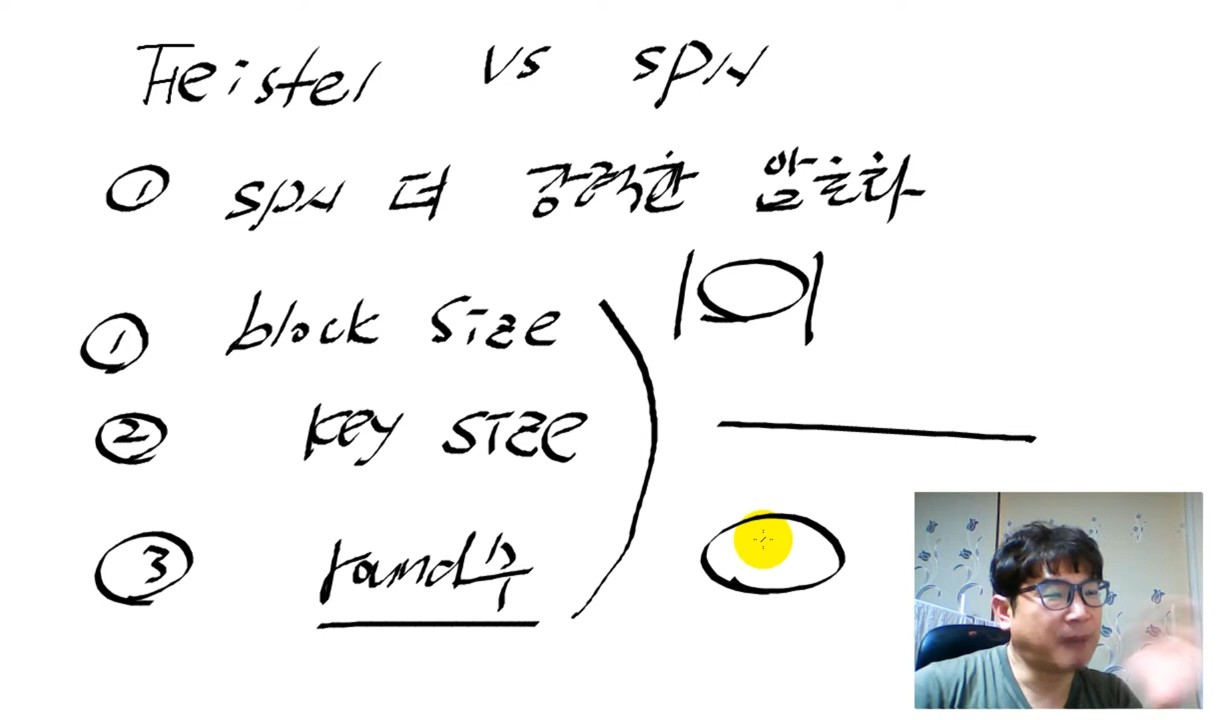 Feistel vs SPN
① SPN 더 강력한 암호화
① block size
② key size
③ round수